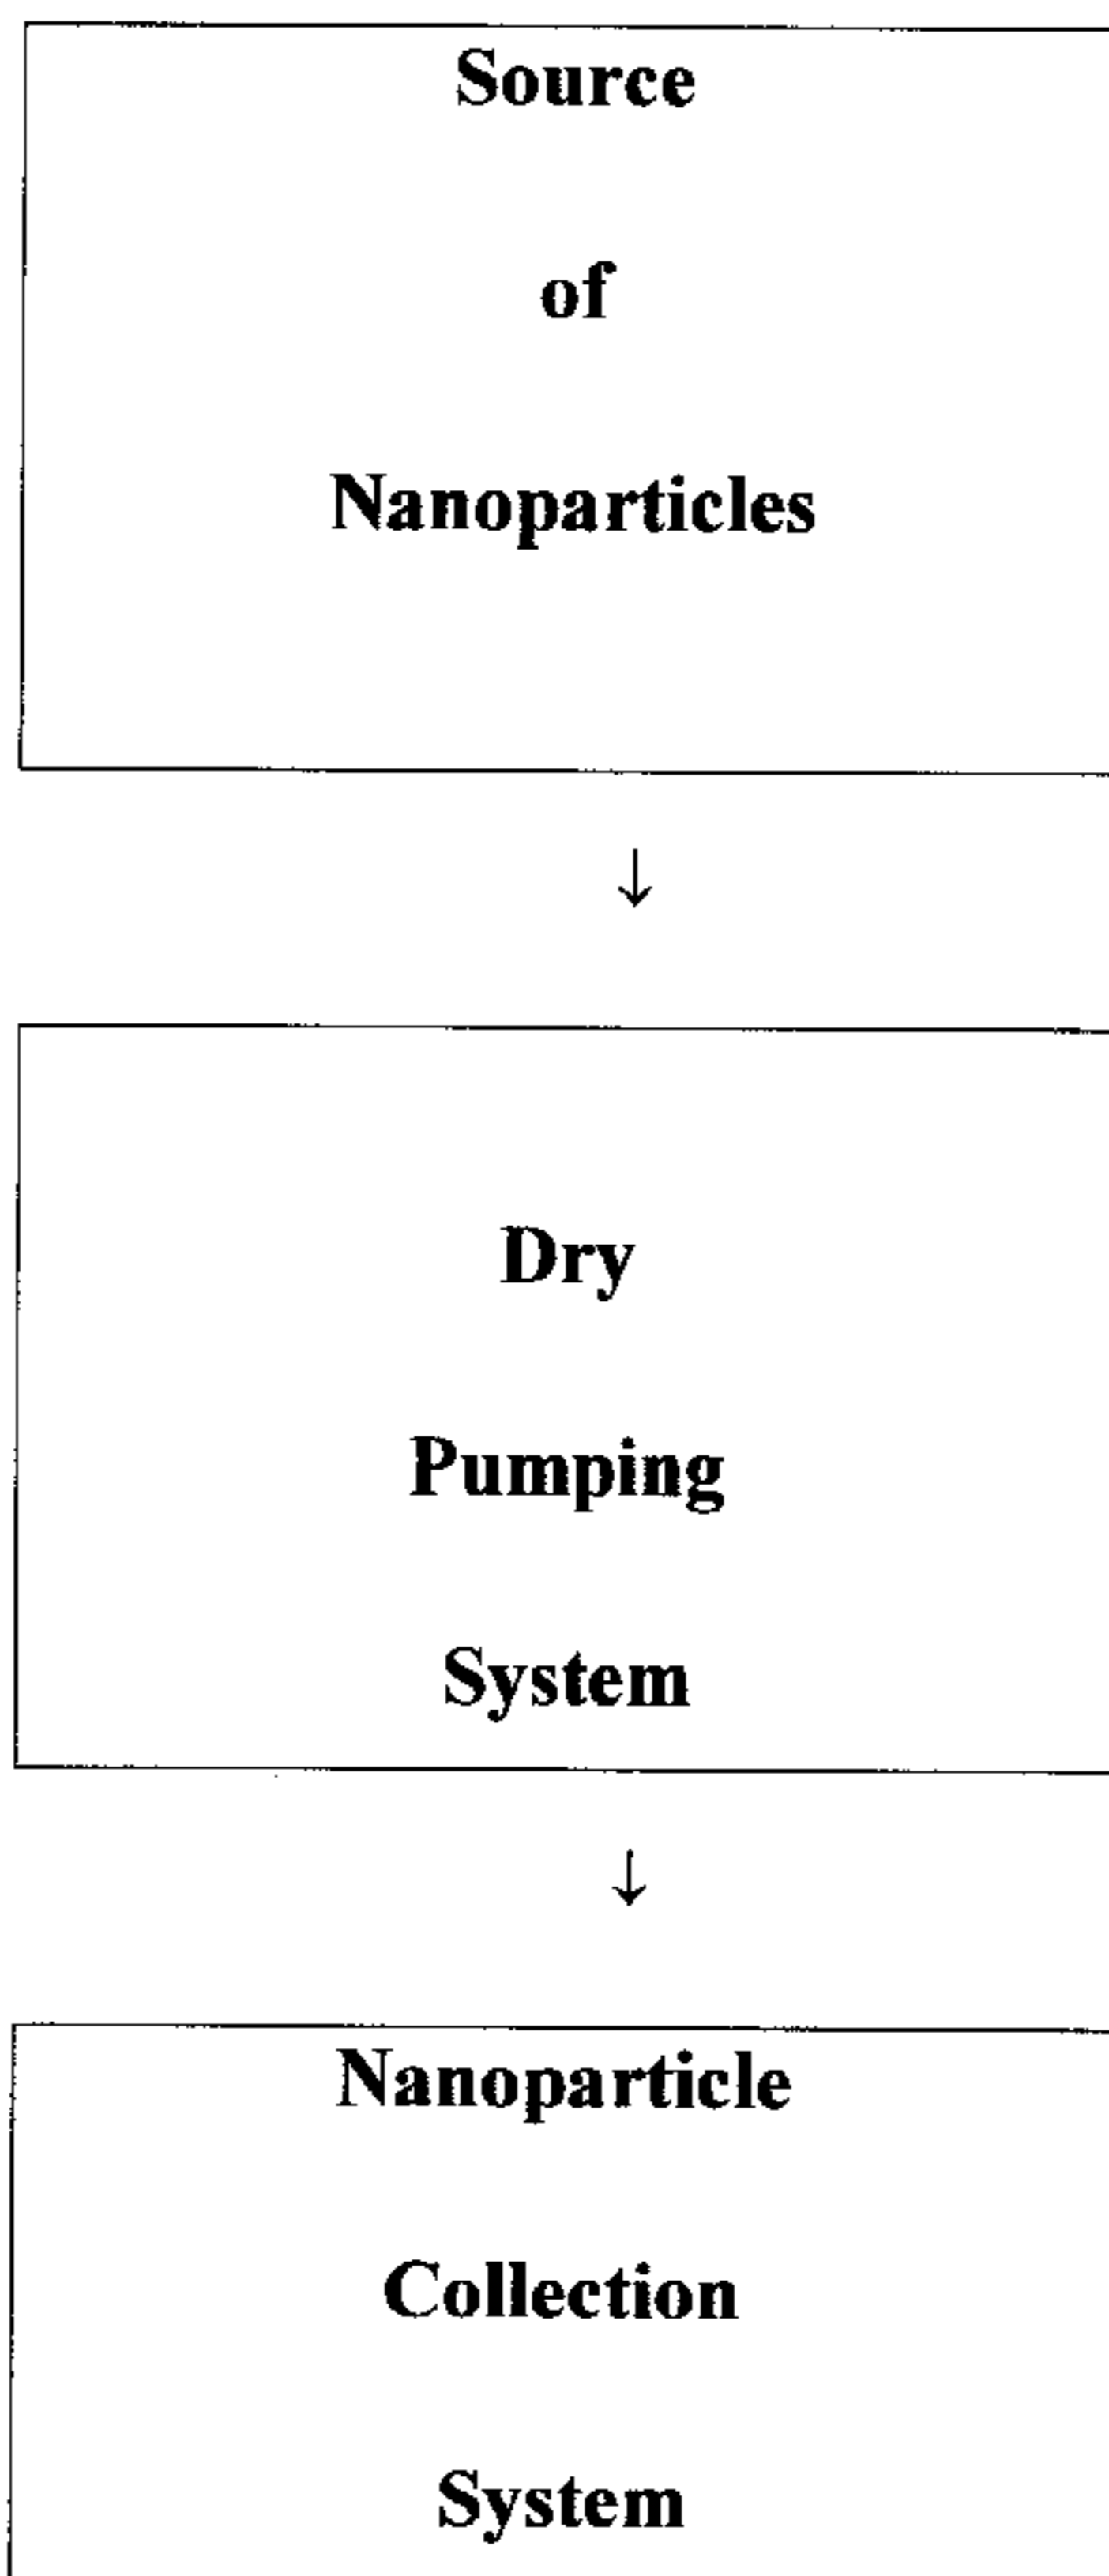 Source
of
Nanoparticles
↓
Dry
Pumping
System
↓
Nanoparticle
Collection
System